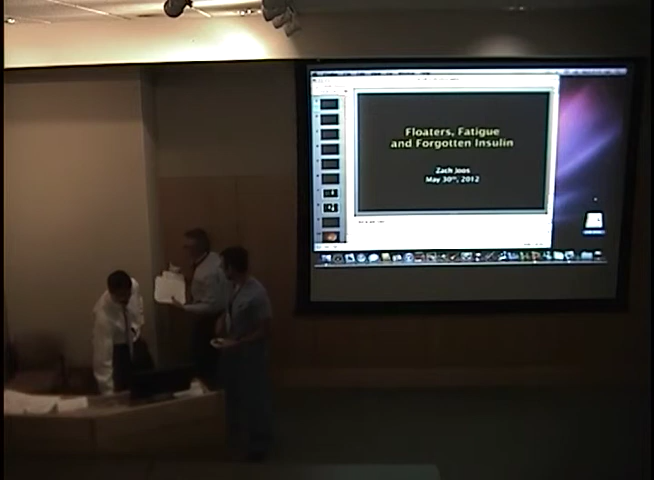 Floaters, Fatigue
and Forgotten Insulin
Zach Joos
May 30th, 2012